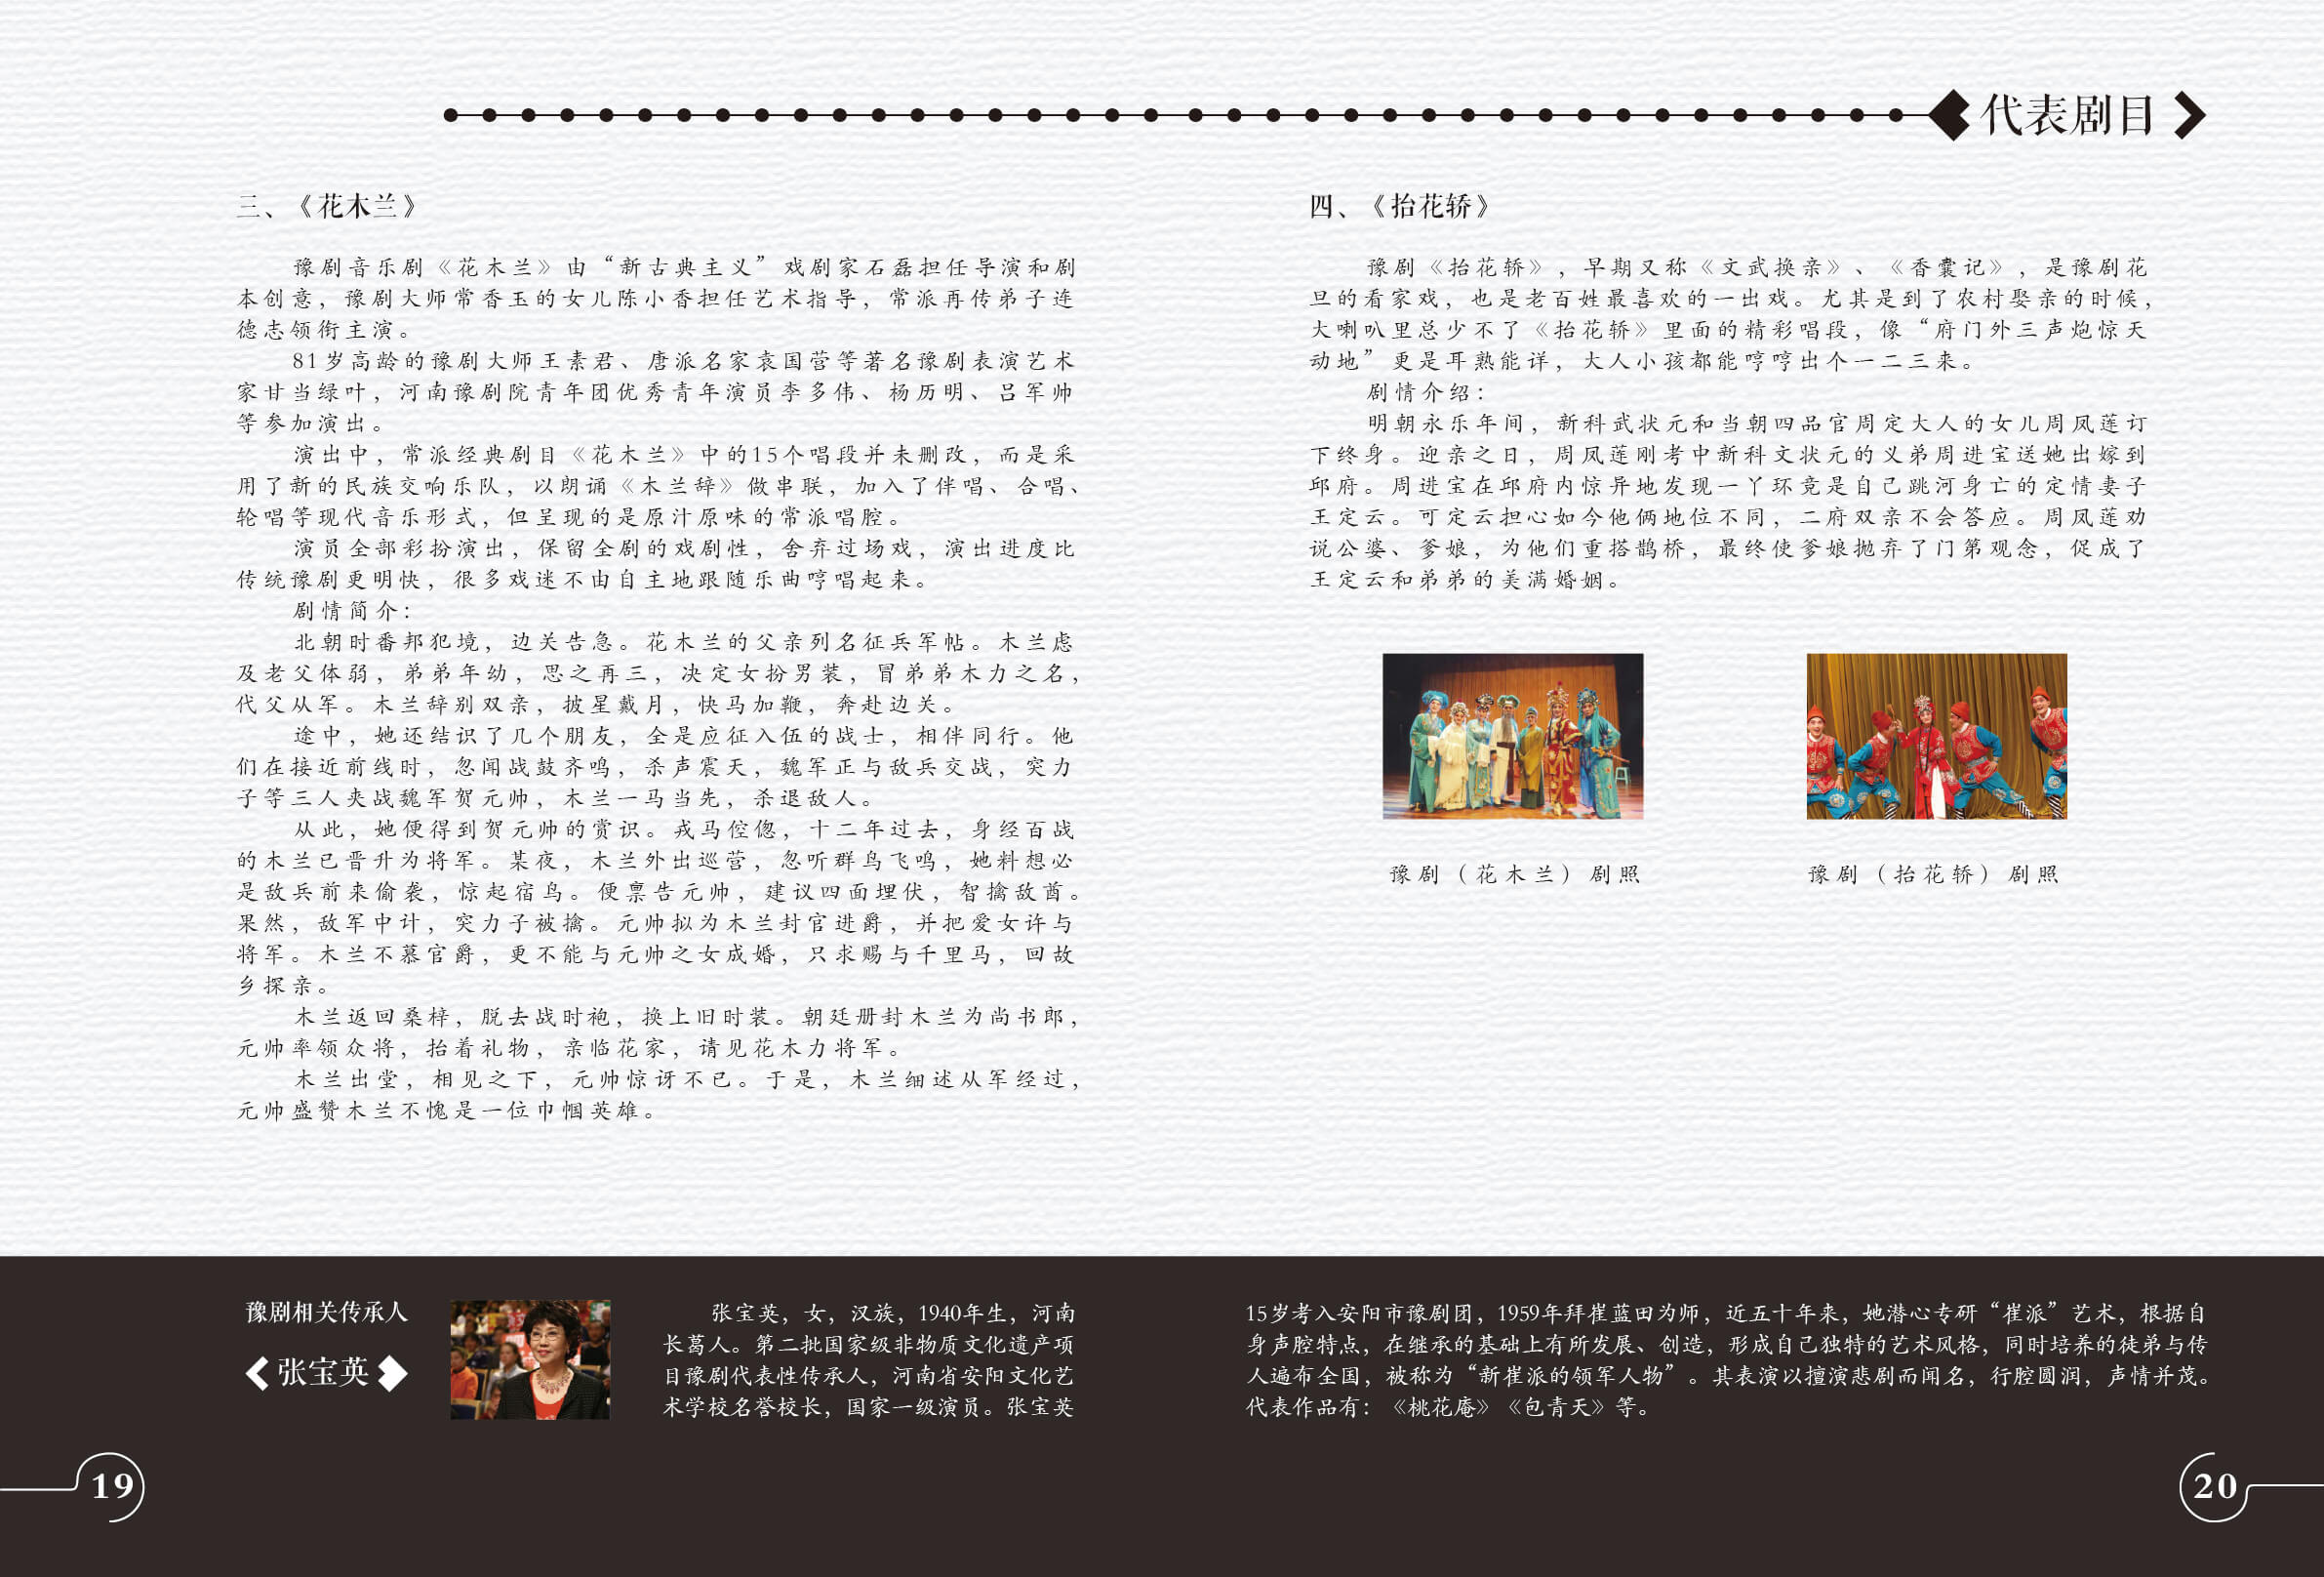 代表剧目
三、《花木兰》
豫剧音乐剧《花木兰》由“新古典主义”戏剧家石磊担任导演和剧
本创意，豫剧大师常香玉的女儿陈小香担任艺术指导，常派再传弟子连
德志领衔主演。
81岁高龄的豫剧大师王素君、唐派名家袁国营等著名豫剧表演艺术
家甘当绿叶，河南豫剧院青年团优秀青年演员李多伟、杨历明、吕军帅
等参加演出。
演出中，常派经典剧目《花木兰》中的15个唱段并未删改，而是采
用了新的民族交响乐队，以朗诵《木兰辞》做串联，加入了伴唱、合唱、
轮唱等现代音乐形式，但呈现的是原汁原味的常派唱腔。
演员全部彩扮演出，保留全剧的戏剧性，舍弃过场戏，演出进度比
传统豫剧更明快，很多戏迷不由自主地跟随乐曲哼唱起来。
剧情简介：
北朝时番邦犯境，边关告急。花木兰的父亲列名征兵军帖。木兰虑
及老父体弱，弟弟年幼，思之再三，决定女扮男装，冒弟弟木力之名，
代父从军。木兰辞别双亲，披星戴月，快马加鞭，奔赴边关。
途中，她还结识了几个朋友，全是应征入伍的战士，相伴同行。他
们在接近前线时，忽闻战鼓齐鸣，杀声震天，魏军正与敌兵交战，突力
子等三人夹战魏军贺元帅，木兰一马当先，杀退敌人。
从此，她便得到贺元帅的赏识。戎马倥偬，十二年过去，身经百战
的木兰已晋升为将军。某夜，木兰外出巡营，忽听群鸟飞鸣，她料想必
是敌兵前来偷袭，惊起宿鸟。便禀告元帅，建议四面埋伏，智擒敌酋。
果然，敌军中计，突力子被擒。元帅拟为木兰封官进爵，并把爱女许与
将军。木兰不慕官爵，更不能与元帅之女成婚，只求赐与千里马，回故
乡探亲。
木兰返回桑梓，脱去战时袍，换上旧时装。朝廷册封木兰为尚书郎，
元帅率领众将，抬着礼物，亲临花家，请见花木力将军。
木兰出堂，相见之下，元帅惊讶不已。于是，木兰细述从军经过，
元帅盛赞木兰不愧是一位巾帼英雄。
四、《抬花轿》
豫剧《抬花轿》，早期又称《文武换亲》、《香囊记》，是豫剧花
旦的看家戏，也是老百姓最喜欢的一出戏。尤其是到了农村娶亲的时候，
大喇叭里总少不了《抬花轿》里面的精彩唱段，像“府门外三声炮惊天
动地”更是耳熟能详，大人小孩都能哼哼出个一二三来。
剧情介绍：
明朝永乐年间，新科武状元和当朝四品官周定大人的女儿周凤莲订
下终身。迎亲之日，周凤莲刚考中新科文状元的义弟周进宝送她出嫁到
邱府。周进宝在邱府内惊异地发现一丫环竞是自己跳河身亡的定情妻子
王定云。可定云担心如今他俩地位不同，二府双亲不会答应。周凤莲劝
说公婆、爹娘，为他们重搭鹊桥，最终使爹娘抛弃了门第观念，促成了
王定云和弟弟的美满婚姻。
豫剧（花木兰）剧照
豫剧（抬花轿）剧照
豫剧相关传承人
张宝英
张宝英，女，汉族，1940年生，河南
长葛人。第二批国家级非物质文化遗产项
目豫剧代表性传承人，河南省安阳文化艺
术学校名誉校长，国家一级演员。张宝英
15岁考入安阳市豫剧团，1959年拜崔蓝田为师，近五十年来，她潜心专研“崔派”艺术，根据自
身声腔特点，在继承的基础上有所发展、创造，形成自己独特的艺术风格，同时培养的徒弟与传
人遍布全国，被称为“新崔派的领军人物”。其表演以擅演悲剧而闻名，行腔圆润，声情并茂。
代表作品有：《桃花庵》《包青天》等。
19
20